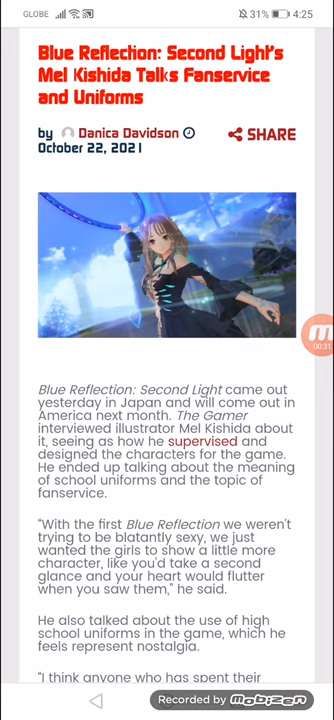 GLOBE 31% 4:25
Blue Reflection: Second Light's
Mel Kishida Talks Fanservice
and Uniforms
by Danica Davidson SHARE
October 22, 2021
00:31
Blue Reflection: Second Light came out
yesterday in Japan and will come out in
America next month. The Gamer
interviewed illustrator Mel Kishida about
it, seeing as how he supervised and
designed the characters for the game.
He ended up talking about the meaning
of school uniforms and the topic of
fanservice.
“With the first Blue Reflection we weren't
trying to be blatantly sexy, we just
wanted the girls to show a little more
character, like you'd take a second
glance and your heart would flutter
when you saw them,” he said.
He also talked about the use of high
school uniforms in the game, which he
feels represent nostalgia.
“I think anyone who has spent their
Recorded by mobizen